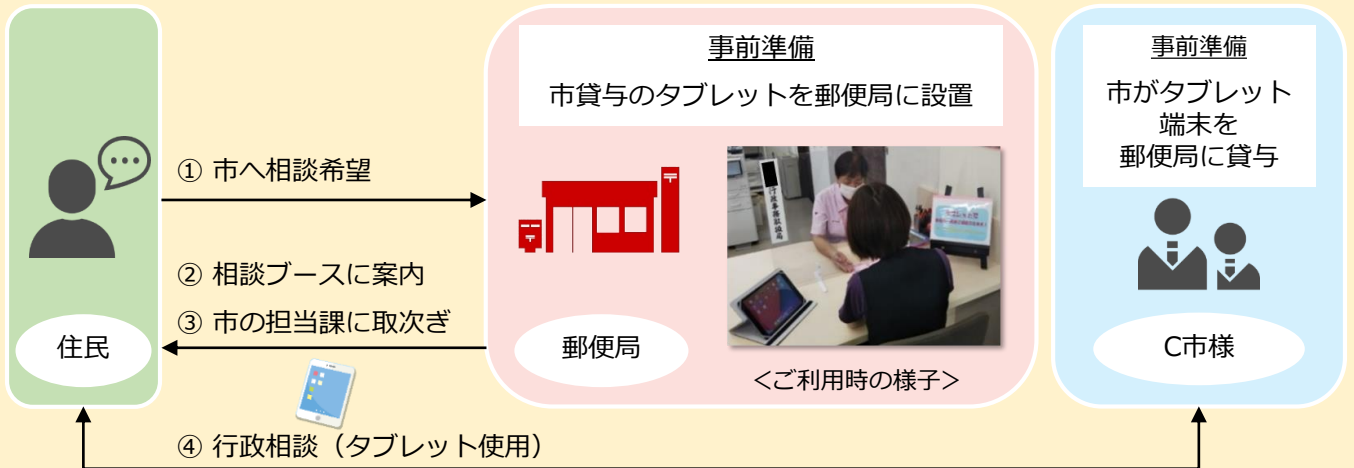 事前準備
市貸与のタブレットを郵便局に設置
事前準備
市がタブレット
端末を
郵便局に貸与
① 市へ相談希望
② 相談ブースに案内
③ 市の担当課に取次ぎ
住民
郵便局
<ご利用時の様子>
C市様
④ 行政相談（タブレット使用）